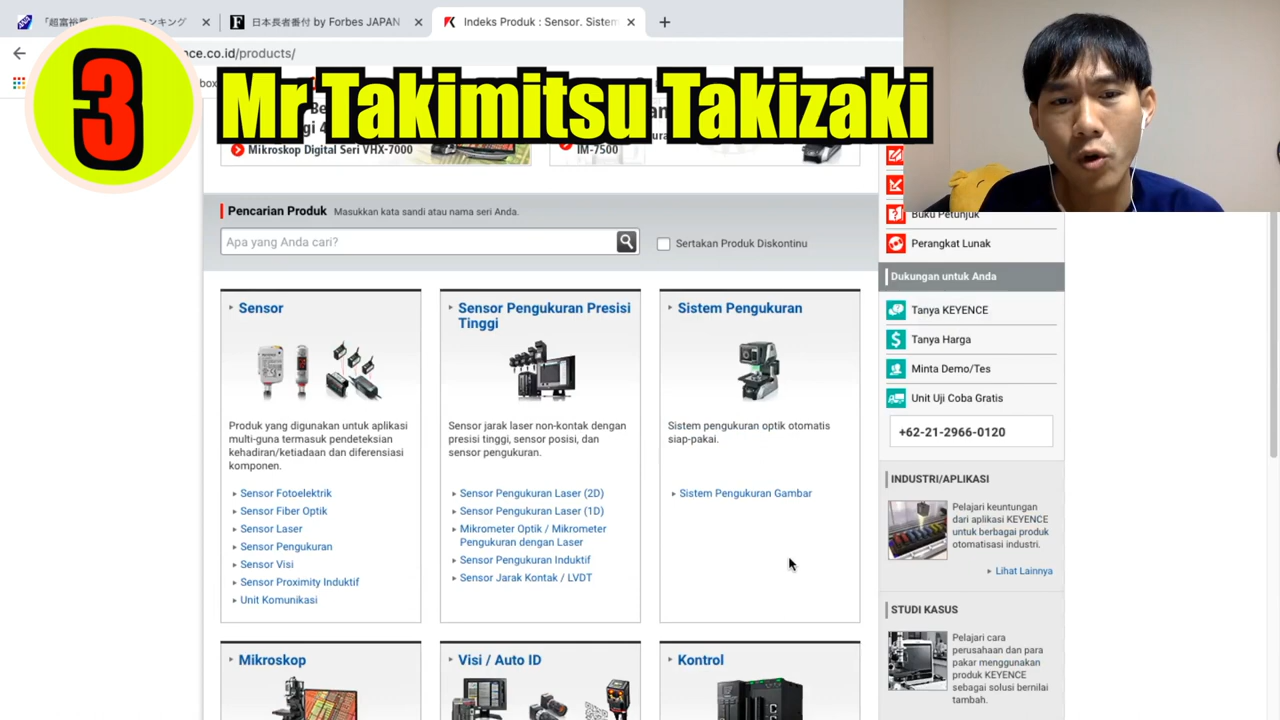 「超富裕層
ランキング
日本長者番付 by Forbes JAPAN
Indeks Produk : Sensor. Sistem
nce.co.id/products/
3
Mr Takimitsu Takizaki
Mikroskop Digital Seri VHX-7000
IM-7500
Pencarian Produk
Masukkan kata sandi atau nama seri Anda.
Apa yang Anda cari?
Sertakan Produk Diskontinu
Sensor
Produk yang digunakan untuk aplikasi
multi-guna termasuk pendeteksian
kehadiran/ketiadaan dan diferensiasi
komponen.
Sensor Fotoelektrik
Sensor Fiber Optik
Sensor Laser
Sensor Pengukuran
Sensor Visi
Sensor Proximity Induktif
Unit Komunikasi
Sensor Pengukuran Presisi
Tinggi
Sensor jarak laser non-kontak dengan
presisi tinggi, sensor posisi, dan
sensor pengukuran.
Sensor Pengukuran Laser (2D)
Sensor Pengukuran Laser (1D)
Mikrometer Optik / Mikrometer
Pengukuran dengan Laser
Sensor Pengukuran Induktif
Sensor Jarak Kontak / LVDT
Sistem Pengukuran
Sistem pengukuran optik otomatis
siap-pakai.
Sistem Pengukuran Gambar
Mikroskop
Visi / Auto ID
Kontrol
Buku Petunjuk
Perangkat Lunak
Dukungan untuk Anda
Tanya KEYENCE
Tanya Harga
Minta Demo/Tes
Unit Uji Coba Gratis
+62-21-2966-0120
INDUSTRI/APLIKASI
Pelajari keuntungan
dari aplikasi KEYENCE
untuk berbagai produk
otomatisasi industri.
Lihat Lainnya
STUDI KASUS
Pelajari cara
perusahaan dan para
pakar menggunakan
produk KEYENCE
sebagai solusi bernilai
tambah.